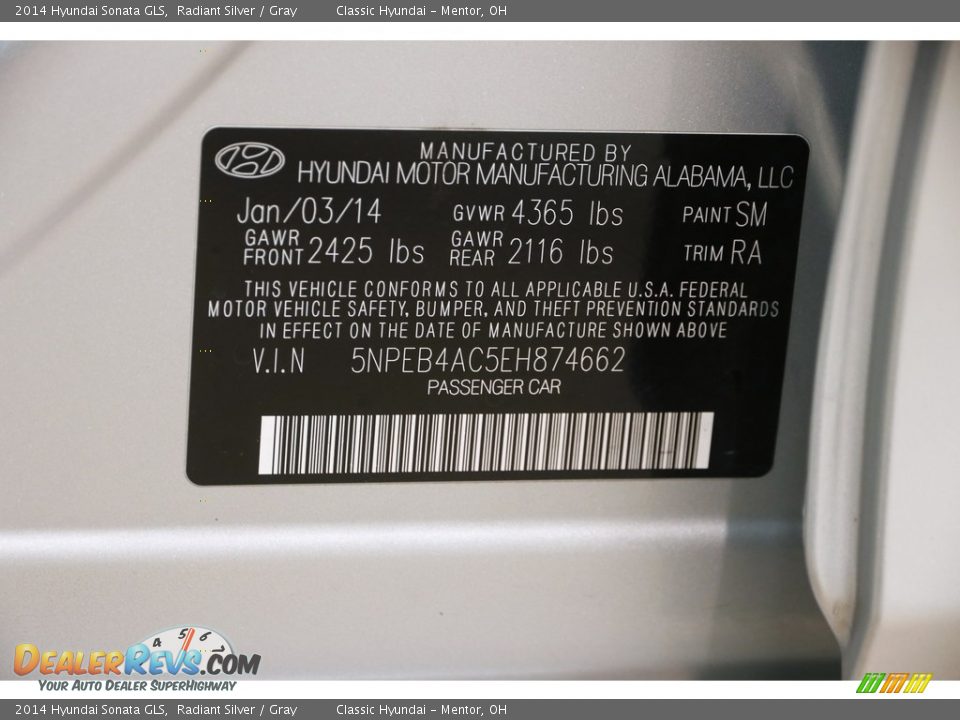 2014 Hyundai Sonata GLS, Radiant Silver / Gray Classic Hyundai - Mentor, OH
MANUFACTURED BY
HYUNDAI MOTOR MANUFACTURING ALABAMA, LLC
Jan/03/14 GVWR 4365 lbs PAINT SM
GAWR FRONT 2425 lbs GAWR REAR 2116 lbs TRIM RA
THIS VEHICLE CONFORMS TO ALL APPLICABLE U.S.A. FEDERAL
MOTOR VEHICLE SAFETY, BUMPER, AND THEFT PREVENTION STANDARDS
IN EFFECT ON THE DATE OF MANUFACTURE SHOWN ABOVE
V.I.N 5NPEB4AC5EH874662
PASSENGER CAR
4 5 6 7
DEALERREVS.COM
YOUR AUTO DEALER SUPERHIGHWAY
2014 Hyundai Sonata GLS, Radiant Silver / Gray Classic Hyundai - Mentor, OH